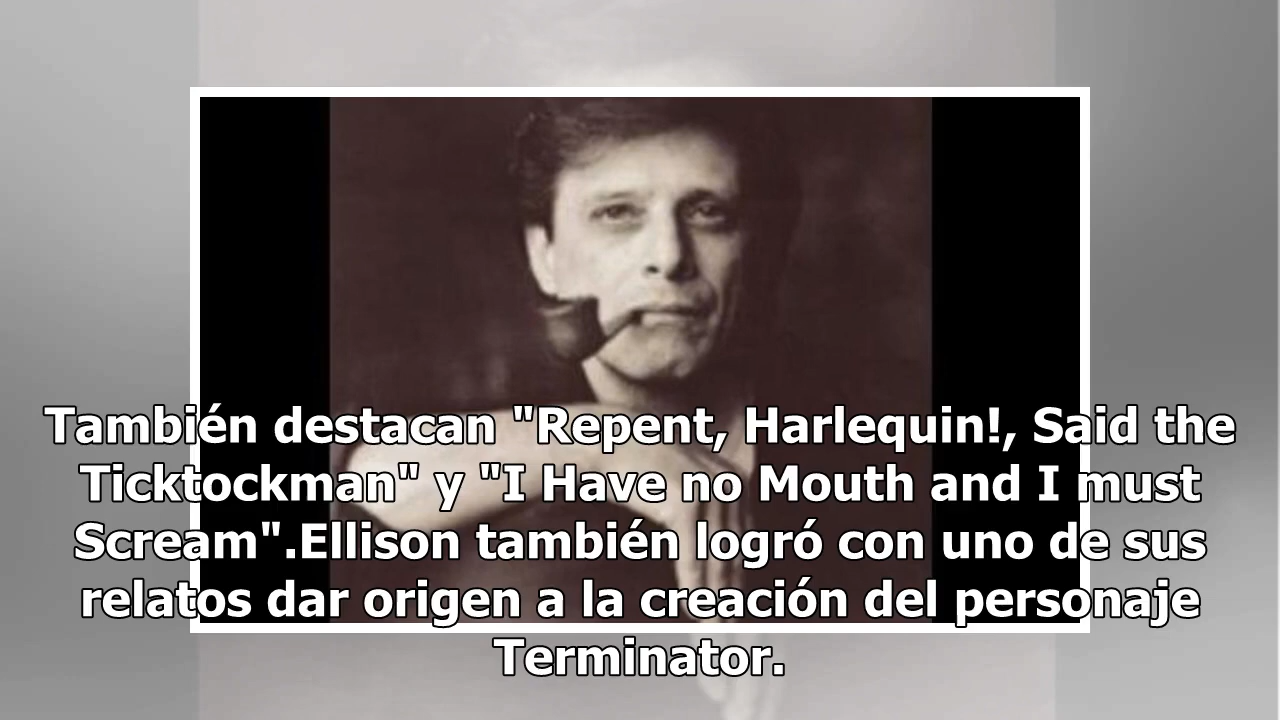 También destacan "Repent, Harlequin!, Said the
Ticktockman" y "I Have no Mouth and I must
Scream".Ellison también logró con uno de sus
relatos dar origen a la creación del personaje
Terminator.